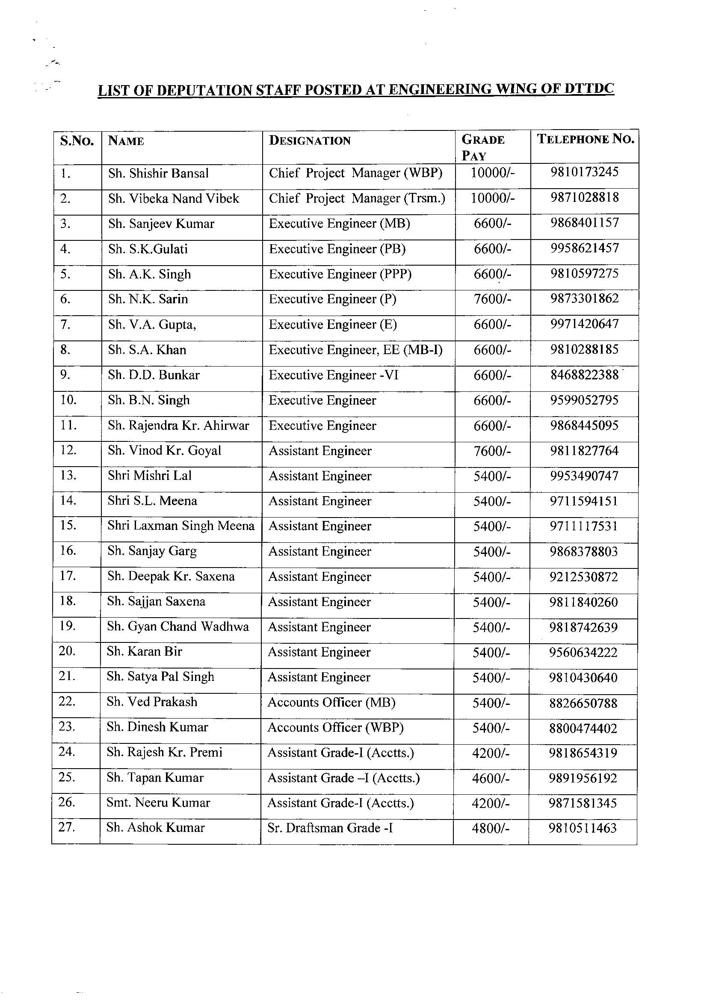 LIST OF DEPUTATION STAFF POSTED AT ENGINEERING WING OF DTTDC
S.NO. NAME DESIGNATION GRADE PAY TELEPHONE NO.
1. Sh. Shishir Bansal Chief Project Manager (WBP) 10000/- 9810173245
2. Sh. Vibeka Nand Vibek Chief Project Manager (Trsm.) 10000/- 9871028818
3. Sh. Sanjeev Kumar Executive Engineer (MB) 6600/- 9868401157
4. Sh. S.K.Gulati Executive Engineer (PB) 6600/- 9958621457
5. Sh. A.K. Singh Executive Engineer (PPP) 6600/- 9810597275
6. Sh. N.K. Sarin Executive Engineer (P) 7600/- 9873301862
7. Sh. V.A. Gupta, Executive Engineer (E) 6600/- 9971420647
8. Sh. S.A. Khan Executive Engineer, EE (MB-I) 6600/- 9810288185
9. Sh. D.D. Bunkar Executive Engineer -VI 6600/- 8468822388
10. Sh. B.N. Singh Executive Engineer 6600/- 9599052795
11. Sh. Rajendra Kr. Ahirwar Executive Engineer 6600/- 9868445095
12. Sh. Vinod Kr. Goyal Assistant Engineer 7600/- 9811827764
13. Shri Mishri Lal Assistant Engineer 5400/- 9953490747
14. Shri S.L. Meena Assistant Engineer 5400/- 9711594151
15. Shri Laxman Singh Meena Assistant Engineer 5400/- 9711117531
16. Sh. Sanjay Garg Assistant Engineer 5400/- 9868378803
17. Sh. Deepak Kr. Saxena Assistant Engineer 5400/- 9212530872
18. Sh. Sajjan Saxena Assistant Engineer 5400/- 9811840260
19. Sh. Gyan Chand Wadhwa Assistant Engineer 5400/- 9818742639
20. Sh. Karan Bir Assistant Engineer 5400/- 9560634222
21. Sh. Satya Pal Singh Assistant Engineer 5400/- 9810430640
22. Sh. Ved Prakash Accounts Officer (MB) 5400/- 8826650788
23. Sh. Dinesh Kumar Accounts Officer (WBP) 5400/- 8800474402
24. Sh. Rajesh Kr. Premi Assistant Grade-I (Acctts.) 4200/- 9818654319
25. Sh. Tapan Kumar Assistant Grade –I (Acctts.) 4600/- 9891956192
26. Smt. Neeru Kumar Assistant Grade-I (Acctts.) 4200/- 9871581345
27. Sh. Ashok Kumar Sr. Draftsman Grade -I 4800/- 9810511463